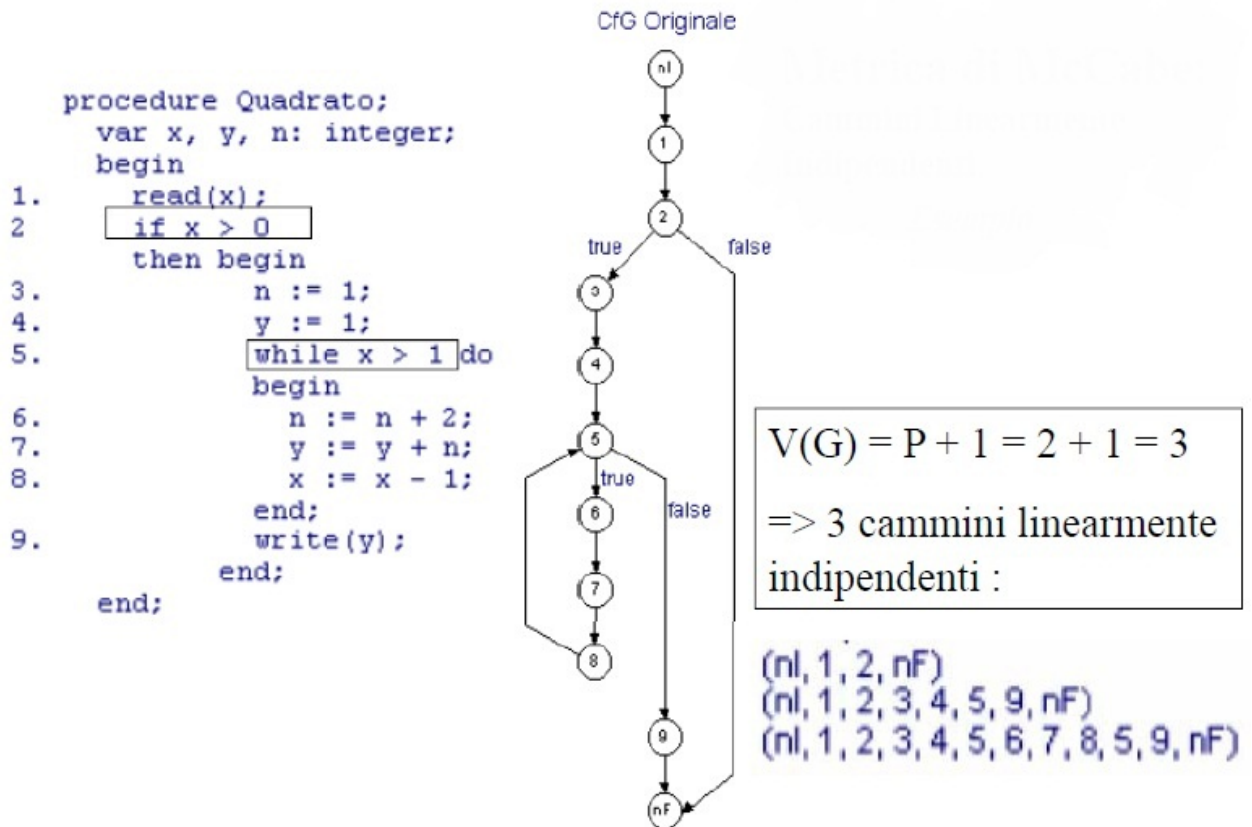 CfG Originale
procedure Quadrato;
var x, y, n: integer;
begin
1. read(x);
2 if x > 0
then begin
3. n := 1;
4. y := 1;
5. while x > 1 do
begin
6. n := n + 2;
7. y := y + n;
8. x := x - 1;
end;
9. write(y);
end;
end;
nI
1
2
true false
3
4
5
true
6
false
7
8
9
nF
V(G) = P + 1 = 2 + 1 = 3
=> 3 cammini linearmente
indipendenti :
(nI, 1, 2, nF)
(nI, 1, 2, 3, 4, 5, 9, nF)
(nI, 1, 2, 3, 4, 5, 6, 7, 8, 5, 9, nF)